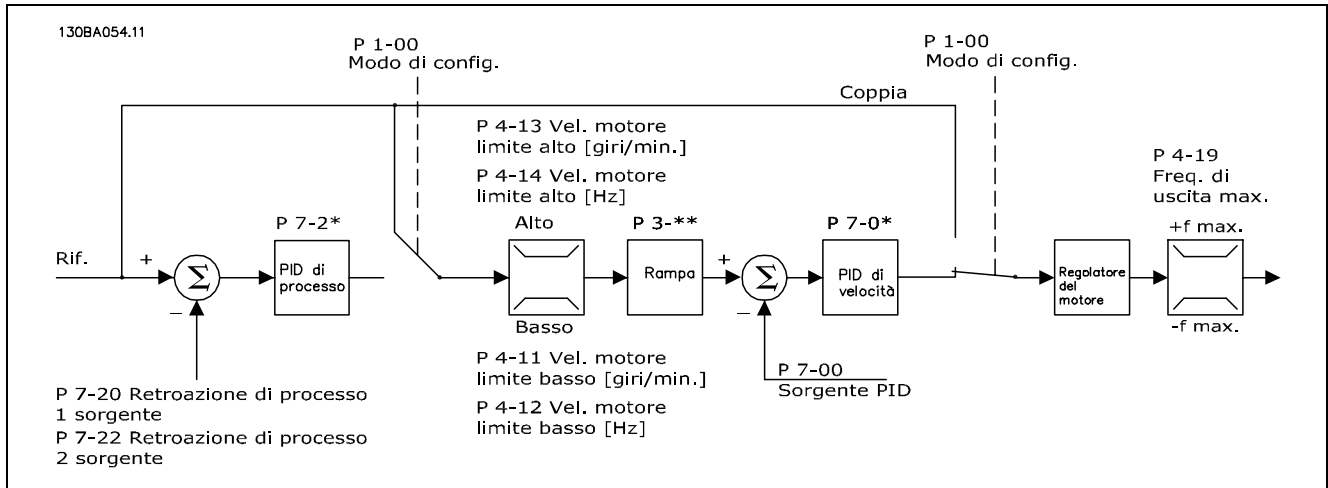 130BA054.11
P 1-00
Modo di config.
P 1-00
Modo di config.
Coppia
P 4-13 Vel. motore
limite alto [giri/min.]
P 4-14 Vel. motore
limite alto [Hz]
P 4-19
Freq. di
uscita max.
P 7-2*
Alto
P 3-**
P 7-0*
+f max.
Rif.
+
Σ
PID di
processo
Rampa
+
Σ
PID di
velocità
Regolatore
del
motore
−
Basso
−
-f max.
P 7-20 Retroazione di processo
1 sorgente
P 7-22 Retroazione di processo
2 sorgente
P 4-11 Vel. motore
limite basso [giri/min.]
P 4-12 Vel. motore
limite basso [Hz]
P 7-00
Sorgente PID